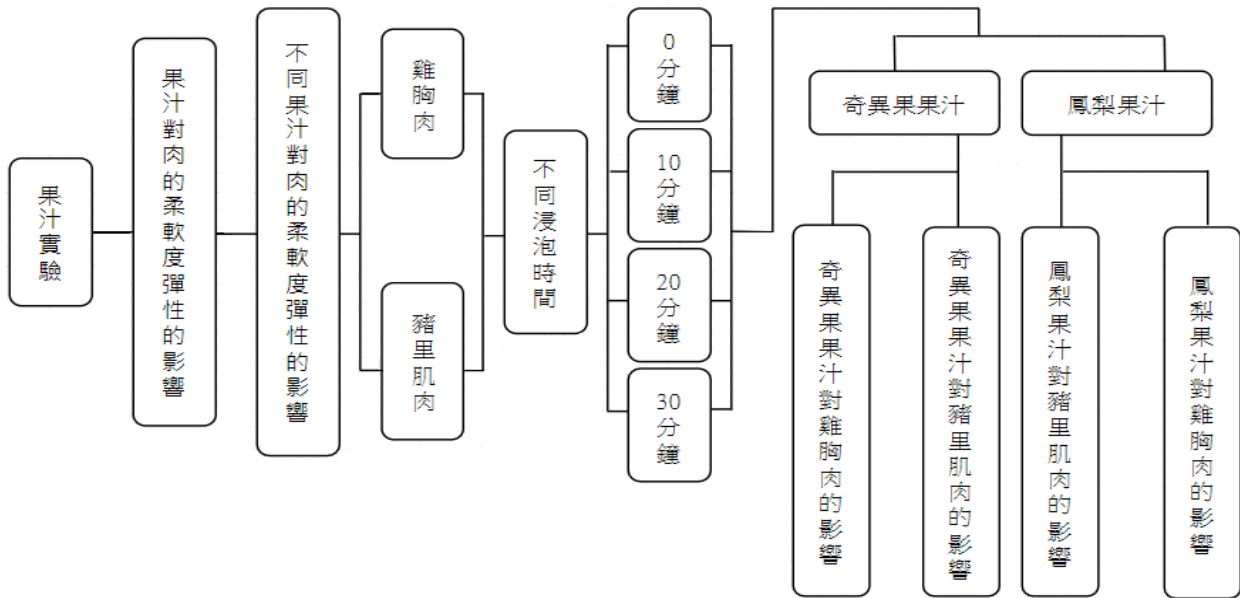 果汁實驗
果汁對肉的柔軟度彈性的影響
不同果汁對肉的柔軟度彈性的影響
雞胸肉
豬里肌肉
不同浸泡時間
0分鐘
10分鐘
20分鐘
30分鐘
奇異果果汁
鳳梨果汁
奇異果果汁對雞胸肉的影響
奇異果果汁對豬里肌肉的影響
鳳梨果汁對豬里肌肉的影響
鳳梨果汁對雞胸肉的影響